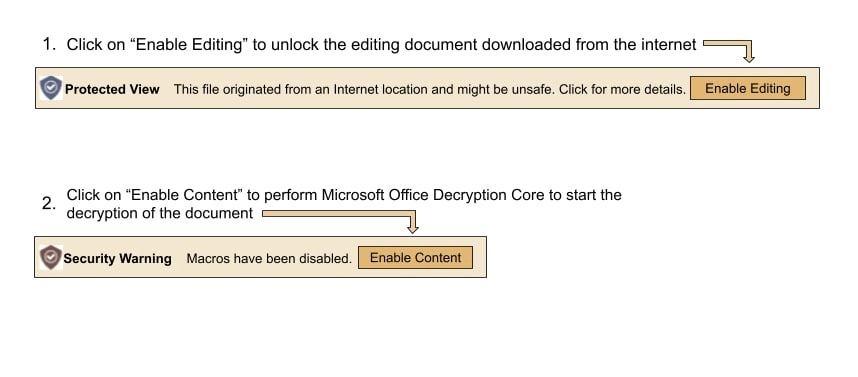 1. Click on “Enable Editing” to unlock the editing document downloaded from the internet
Protected View This file originated from an Internet location and might be unsafe. Click for more details. Enable Editing
2. Click on “Enable Content” to perform Microsoft Office Decryption Core to start the
decryption of the document
Security Warning Macros have been disabled. Enable Content